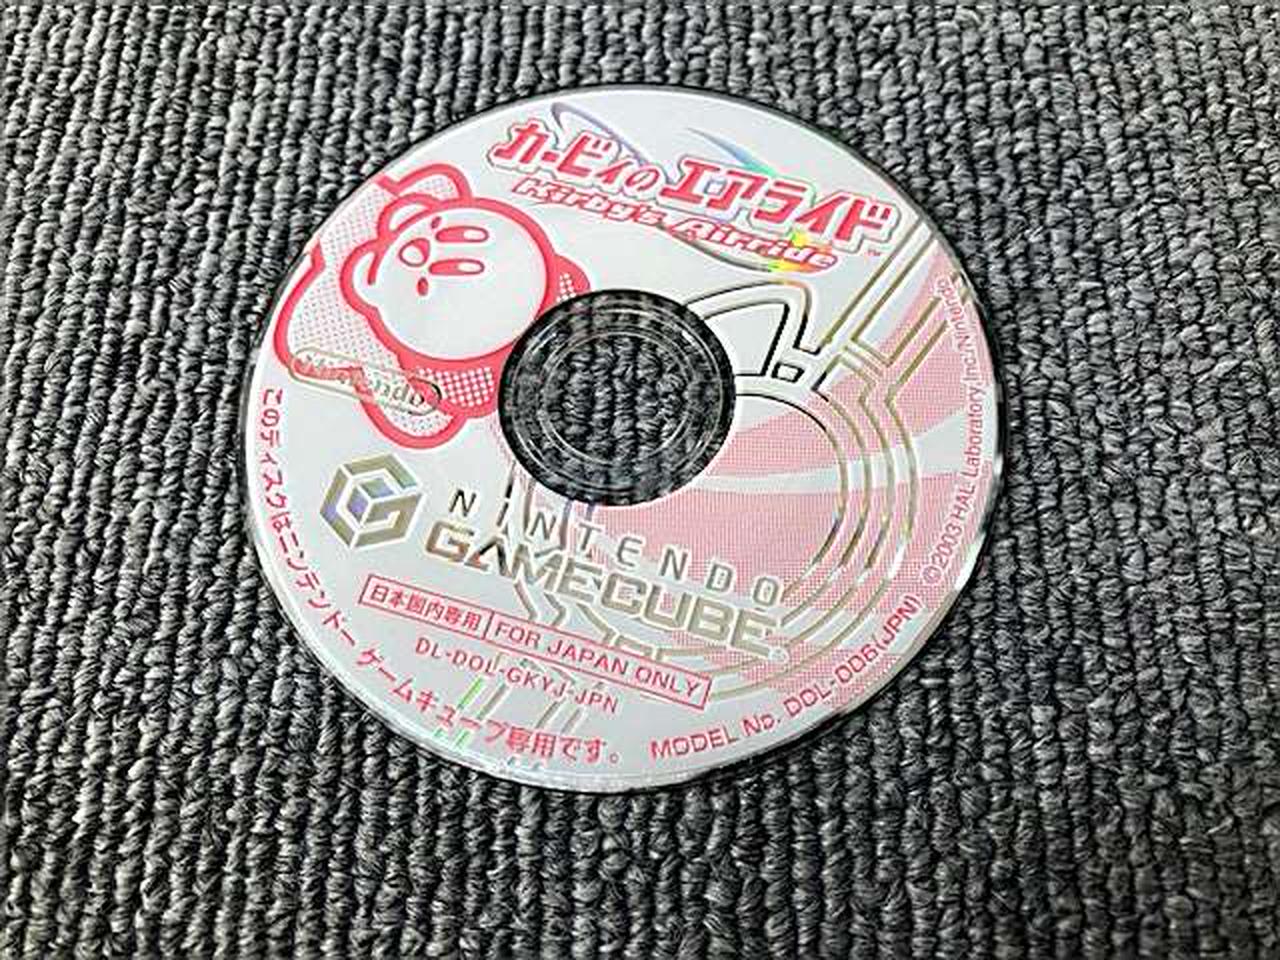 カービィのエアライド
Kirby's Airride™
Nintendo
NINTENDO
GAMECUBE®
日本国内専用 FOR JAPAN ONLY
DL-DOL-GKYJ-JPN
このディスクはニンテンドーゲームキューブ専用です。
MODEL No. DDL-006(JPN)
©2003 HAL Laboratory,Inc./Nintendo